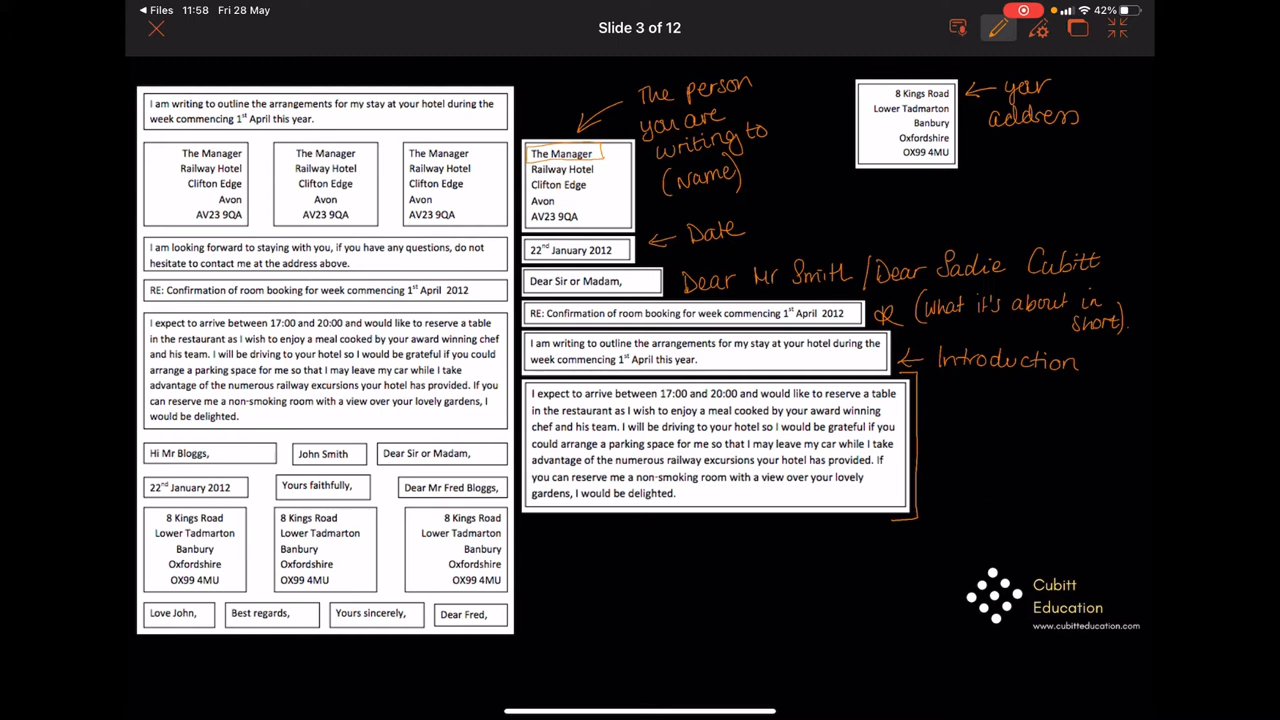 Files 11:58 Fri 28 May
42%
Slide 3 of 12
I am writing to outline the arrangements for my stay at your hotel during the
week commencing 1st April this year.
The Manager
Railway Hotel
Clifton Edge
Avon
AV23 9QA
The Manager
Railway Hotel
Clifton Edge
Avon
AV23 9QA
The Manager
Railway Hotel
Clifton Edge
Avon
AV23 9QA
I am looking forward to staying with you, if you have any questions, do not
hesitate to contact me at the address above.
RE: Confirmation of room booking for week commencing 1st April 2012
I expect to arrive between 17:00 and 20:00 and would like to reserve a table
in the restaurant as I wish to enjoy a meal cooked by your award winning chef
and his team. I will be driving to your hotel so I would be grateful if you could
arrange a parking space for me so that I may leave my car while I take
advantage of the numerous railway excursions your hotel has provided. If you
can reserve me a non-smoking room with a view over your lovely gardens, I
would be delighted.
Hi Mr Bloggs,
John Smith
Dear Sir or Madam,
22nd January 2012
Yours faithfully,
Dear Mr Fred Bloggs,
8 Kings Road
Lower Tadmarton
Banbury
Oxfordshire
OX99 4MU
8 Kings Road
Lower Tadmarton
Banbury
Oxfordshire
OX99 4MU
8 Kings Road
Lower Tadmarton
Banbury
Oxfordshire
OX99 4MU
Love John,
Best regards,
Yours sincerely,
Dear Fred,
The person
you are
writing to
(Name)
8 Kings Road
Lower Tadmarton
Banbury
Oxfordshire
OX99 4MU
your
address
The Manager
Railway Hotel
Clifton Edge
Avon
AV23 9QA
22nd January 2012
Date
Dear Sir or Madam,
Dear Mr Smith / Dear Sadie Cubitt
RE: Confirmation of room booking for week commencing 1st April 2012
(what it's about in
short).
I am writing to outline the arrangements for my stay at your hotel during the
week commencing 1st April this year.
Introduction
I expect to arrive between 17:00 and 20:00 and would like to reserve a table
in the restaurant as I wish to enjoy a meal cooked by your award winning
chef and his team. I will be driving to your hotel so I would be grateful if you
could arrange a parking space for me so that I may leave my car while I take
advantage of the numerous railway excursions your hotel has provided. If
you can reserve me a non-smoking room with a view over your lovely
gardens, I would be delighted.
Cubitt
Education
www.cubitteducation.com